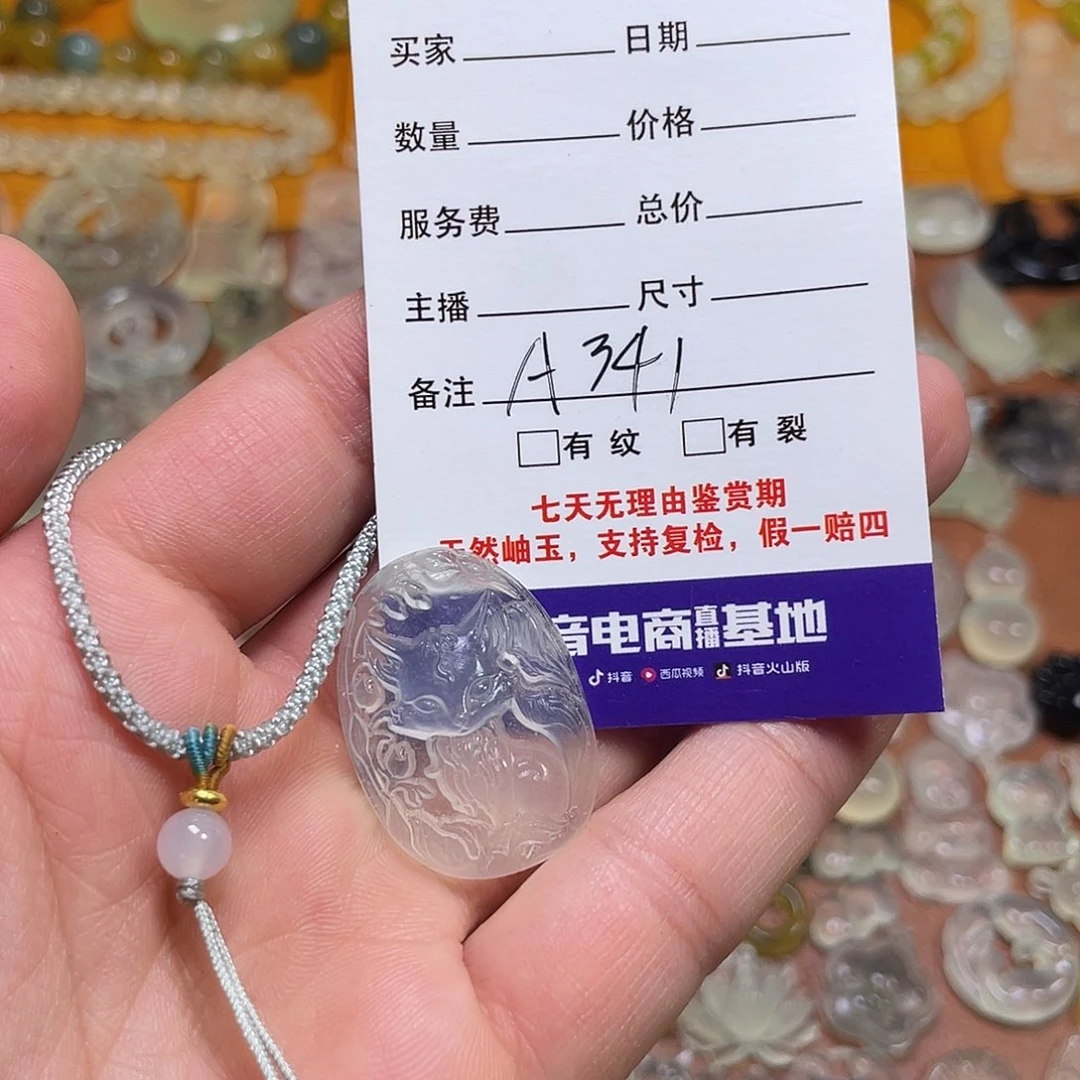 买家 日期
数量 价格
服务费 总价
主播 尺寸
备注 A341
□有纹 □有裂
七天无理由鉴赏期
天然岫玉，支持复检，假一赔四
音电商直播基地
抖音 西瓜视频 抖音火山版